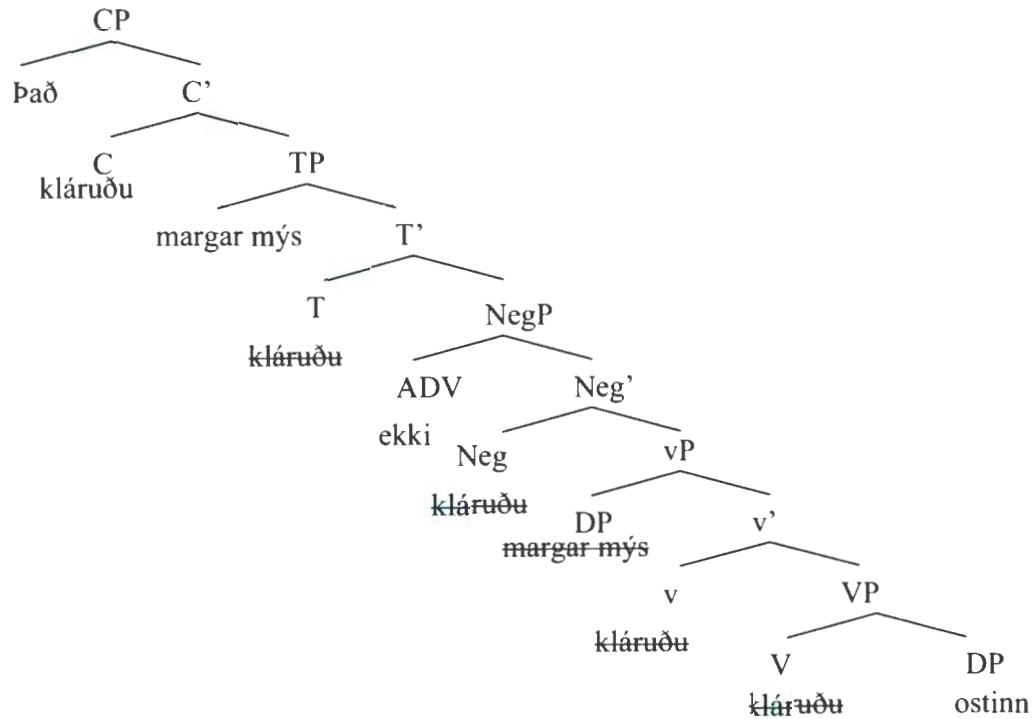 CP
Það C’
C TP
kláruðu
margar mýs T’
T NegP
kláruðu
ADV Neg’
ekki Neg vP
kláruðu DP v’
margar mýs
v VP
kláruðu V DP
kláruðu ostinn